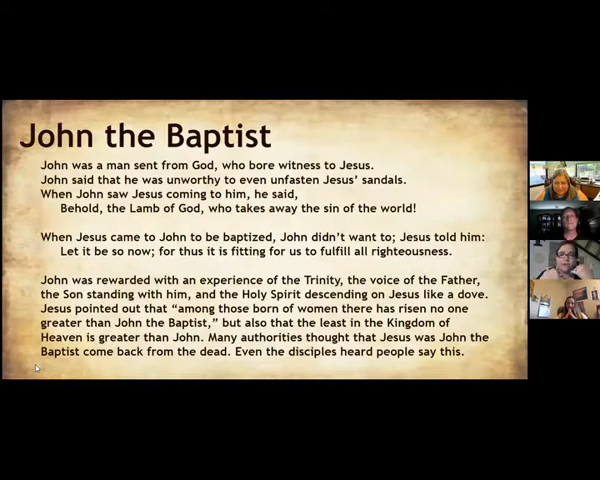 John the Baptist
John was a man sent from God, who bore witness to Jesus.
John said that he was unworthy to even unfasten Jesus’ sandals.
When John saw Jesus coming to him, he said,
Behold, the Lamb of God, who takes away the sin of the world!
When Jesus came to John to be baptized, John didn’t want to; Jesus told him:
Let it be so now; for thus it is fitting for us to fulfill all righteousness.
John was rewarded with an experience of the Trinity, the voice of the Father,
the Son standing with him, and the Holy Spirit descending on Jesus like a dove.
Jesus pointed out that “among those born of women there has risen no one
greater than John the Baptist,” but also that the least in the Kingdom of
Heaven is greater than John. Many authorities thought that Jesus was John the
Baptist come back from the dead. Even the disciples heard people say this.